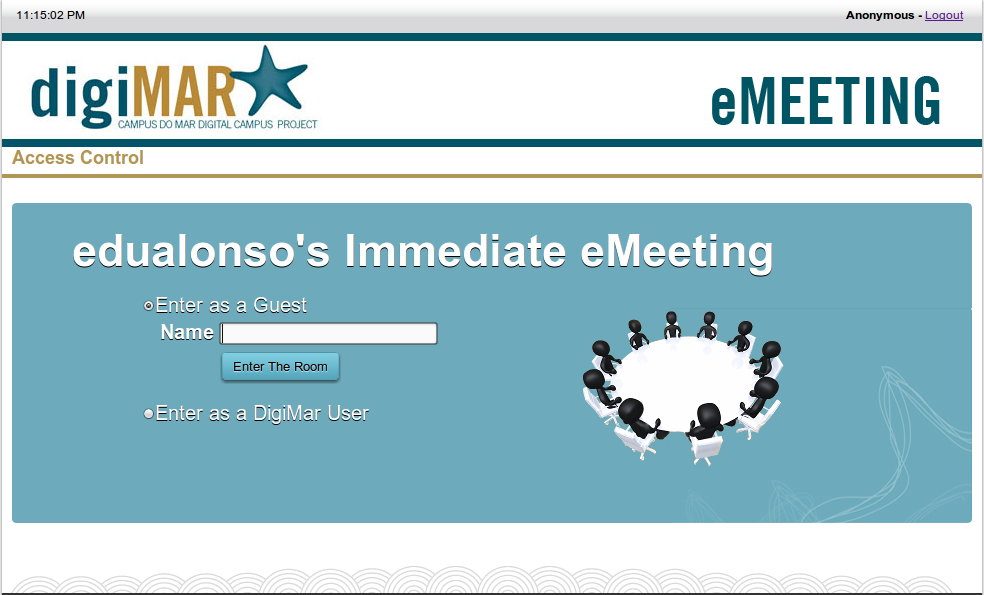 11:15:02 PM
Anonymous - Logout
digiMAR
CAMPUS DO MAR DIGITAL CAMPUS PROJECT
eMEETING
Access Control
edualonso's Immediate eMeeting
Enter as a Guest
Name
Enter The Room
Enter as a DigiMar User